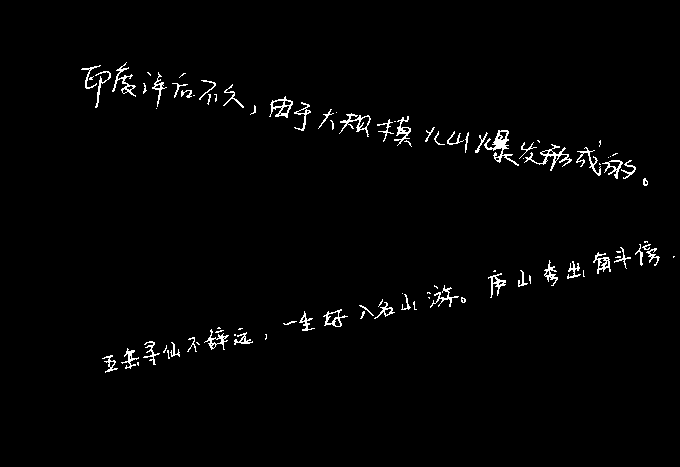 印度洋后不久，由于大规模火山爆发形成的。
五岳寻仙不辞远，一生好入名山游。庐山秀出南斗傍.